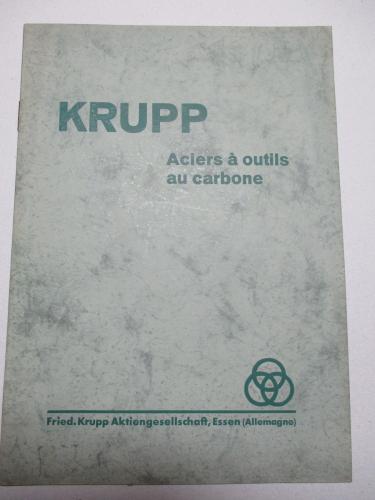 KRUPP
Aciers à outils
au carbone
Fried. Krupp Aktiengesellschaft, Essen (Allemagne)